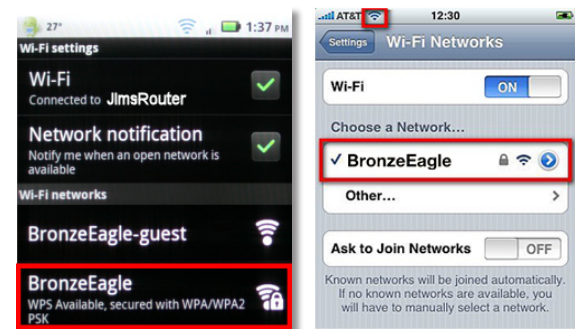 27°
1:37 PM
Wi-Fi settings
Wi-Fi
Connected to JimsRouter
Network notification
Notify me when an open network is
available
Wi-Fi networks
BronzeEagle-guest
BronzeEagle
WPS Available, secured with WPA/WPA2
PSK
AT&T
12:30
Settings
Wi-Fi Networks
Wi-Fi
ON
Choose a Network...
✓ BronzeEagle
Other...
Ask to Join Networks
OFF
Known networks will be joined automatically.
If no known networks are available, you
will have to manually select a network.